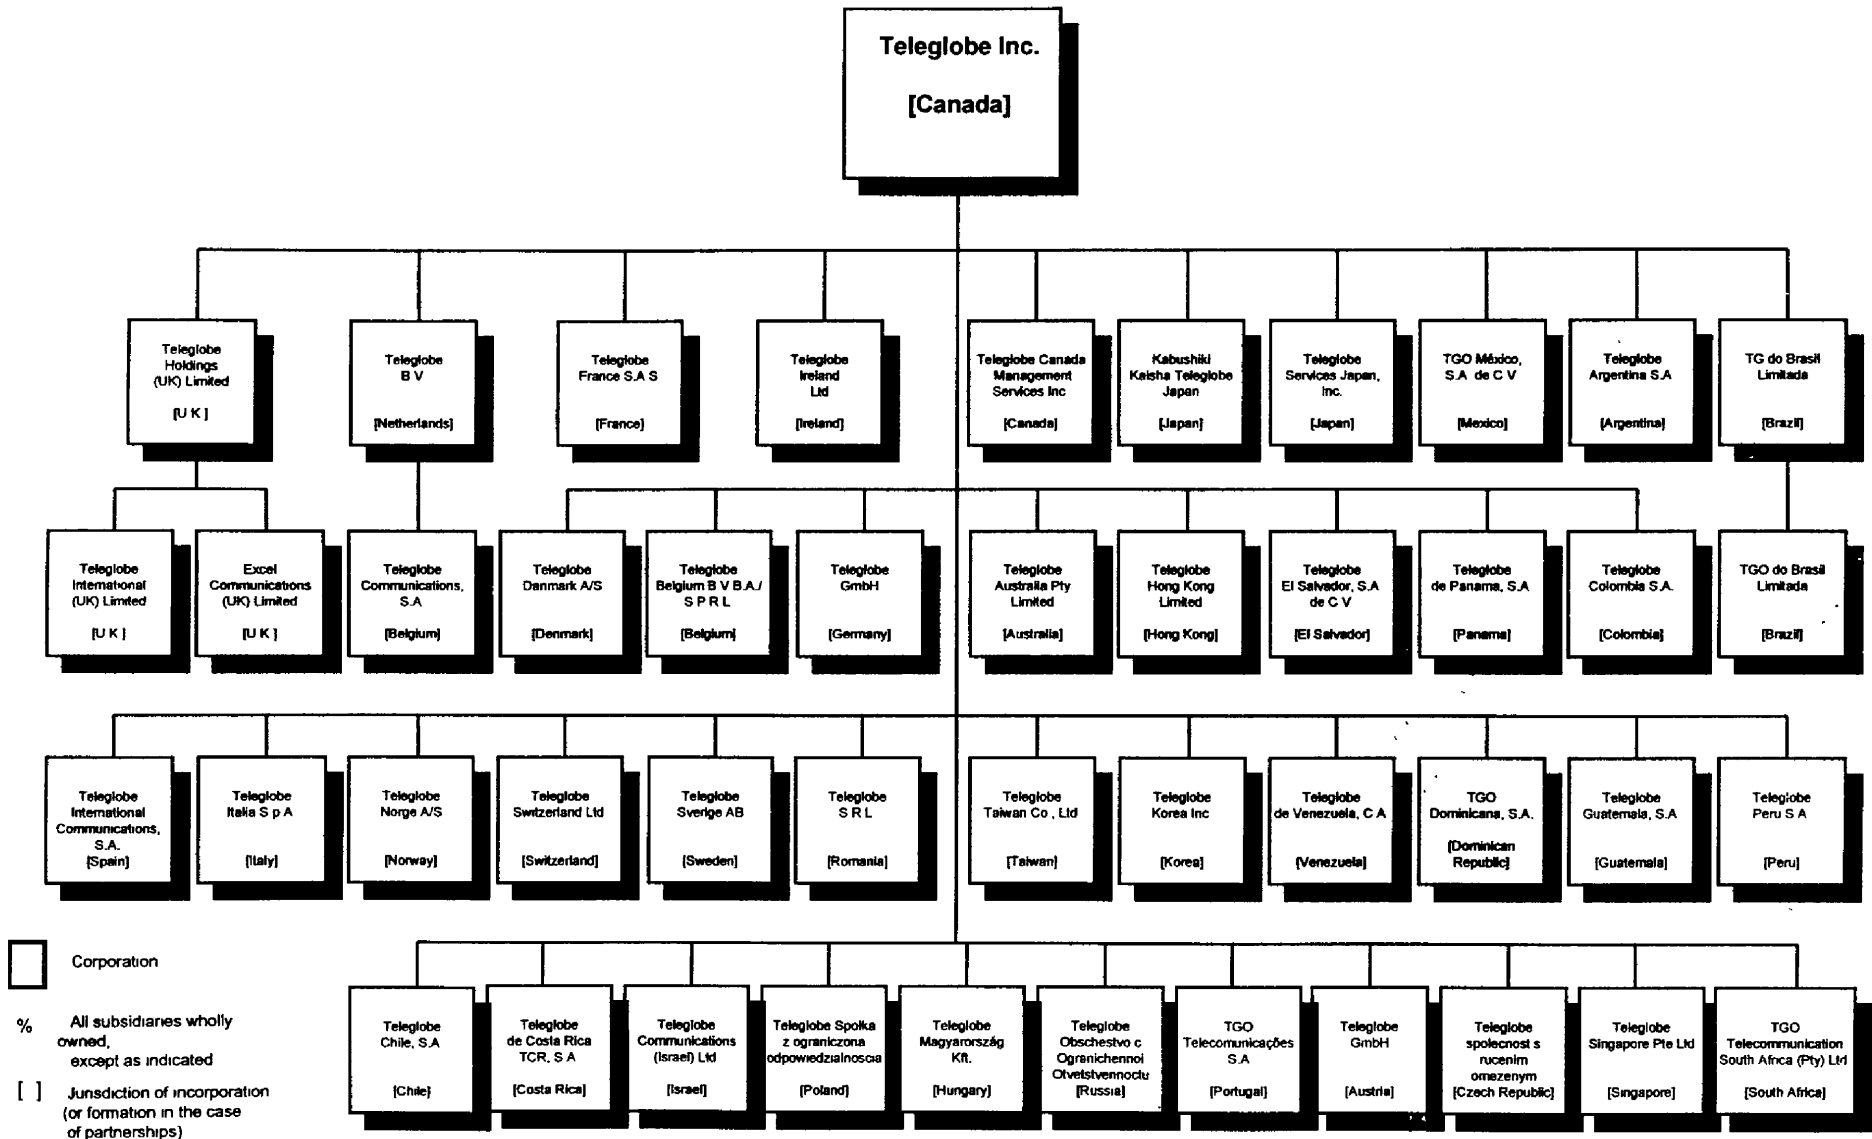 Teleglobe Inc.
[Canada]
Teleglobe
Holdings
(UK) Limited
[U K ]
Teleglobe
B V
[Netherlands]
Teleglobe
France S.A S
[France]
Teleglobe
Ireland
Ltd
[Ireland]
Teleglobe Canada
Management
Services Inc
[Canada]
Kabushiki
Kaisha Teleglobe
Japan
[Japan]
Teleglobe
Services Japan,
Inc.
[Japan]
TGO México,
S.A de C V
[Mexico]
Teleglobe
Argentina S.A
[Argentina]
TG do Brasil
Limitada
[Brazil]
Teleglobe
International
(UK) Limited
[U K ]
Excel
Communications
(UK) Limited
[U K ]
Teleglobe
Communications,
S.A
[Belgium]
Teleglobe
Danmark A/S
[Denmark]
Teleglobe
Belgium B V B.A./
S P R L
[Belgium]
Teleglobe
GmbH
[Germany]
Teleglobe
Australia Pty
Limited
[Australia]
Teleglobe
Hong Kong
Limited
[Hong Kong]
Teleglobe
El Salvador, S.A
de C V
[El Salvador]
Teleglobe
de Panama, S.A
[Panama]
Teleglobe
Colombia S.A.
[Colombia]
TGO do Brasil
Limitada
[Brazil]
Teleglobe
International
Communications,
S.A.
[Spain]
Teleglobe
Italia S p A
[Italy]
Teleglobe
Norge A/S
[Norway]
Teleglobe
Switzerland Ltd
[Switzerland]
Teleglobe
Sverige AB
[Sweden]
Teleglobe
S R L
[Romania]
Teleglobe
Taiwan Co , Ltd
[Taiwan]
Teleglobe
Korea Inc
[Korea]
Teleglobe
de Venezuela, C A
[Venezuela]
TGO
Dominicana, S.A.
[Dominican
Republic]
Teleglobe
Guatemala, S.A
[Guatemala]
Teleglobe
Peru S A
[Peru]
Corporation
% All subsidiaries wholly
owned,
except as indicated
[ ] Jurisdiction of incorporation
(or formation in the case
of partnerships)
Teleglobe
Chile, S.A
[Chile]
Teleglobe
de Costa Rica
TCR, S A
[Costa Rica]
Teleglobe
Communications
(Israel) Ltd
[Israel]
Teleglobe Spolka
z ograniczona
odpowiedzialnoscia
[Poland]
Teleglobe
Magyarország
Kft.
[Hungary]
Teleglobe
Obschestvo c
Ogranichennoi
Otvetstvennoctu
[Russia]
TGO
Telecomunicações
S.A
[Portugal]
Teleglobe
GmbH
[Austria]
Teleglobe
spolecnost s
rucenim
omezenym
[Czech Republic]
Teleglobe
Singapore Pte Ltd
[Singapore]
TGO
Telecommunication
South Africa (Pty) Ltd
[South Africa]